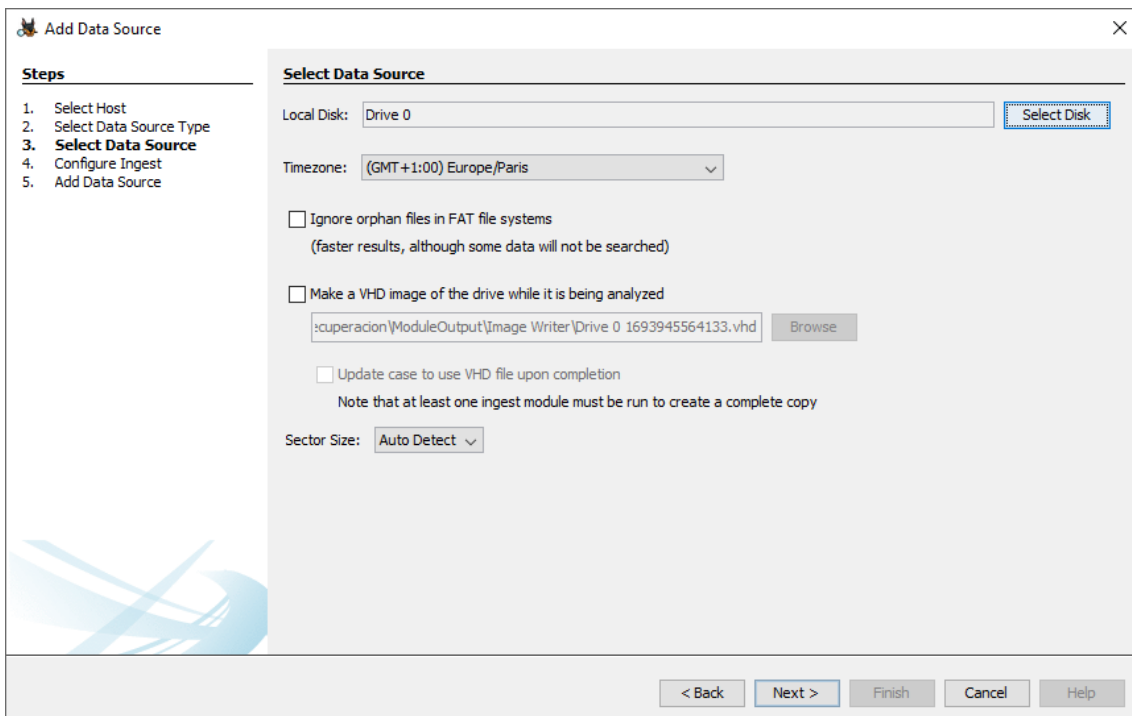 Add Data Source
Steps
1. Select Host
2. Select Data Source Type
3. Select Data Source
4. Configure Ingest
5. Add Data Source
Select Data Source
Local Disk: Drive 0 Select Disk
Timezone: (GMT+1:00) Europe/Paris
Ignore orphan files in FAT file systems
(faster results, although some data will not be searched)
Make a VHD image of the drive while it is being analyzed
ecuperacion\ModuleOutput\Image Writer\Drive 0 1693945564133.vhd Browse
Update case to use VHD file upon completion
Note that at least one ingest module must be run to create a complete copy
Sector Size: Auto Detect
< Back Next > Finish Cancel Help